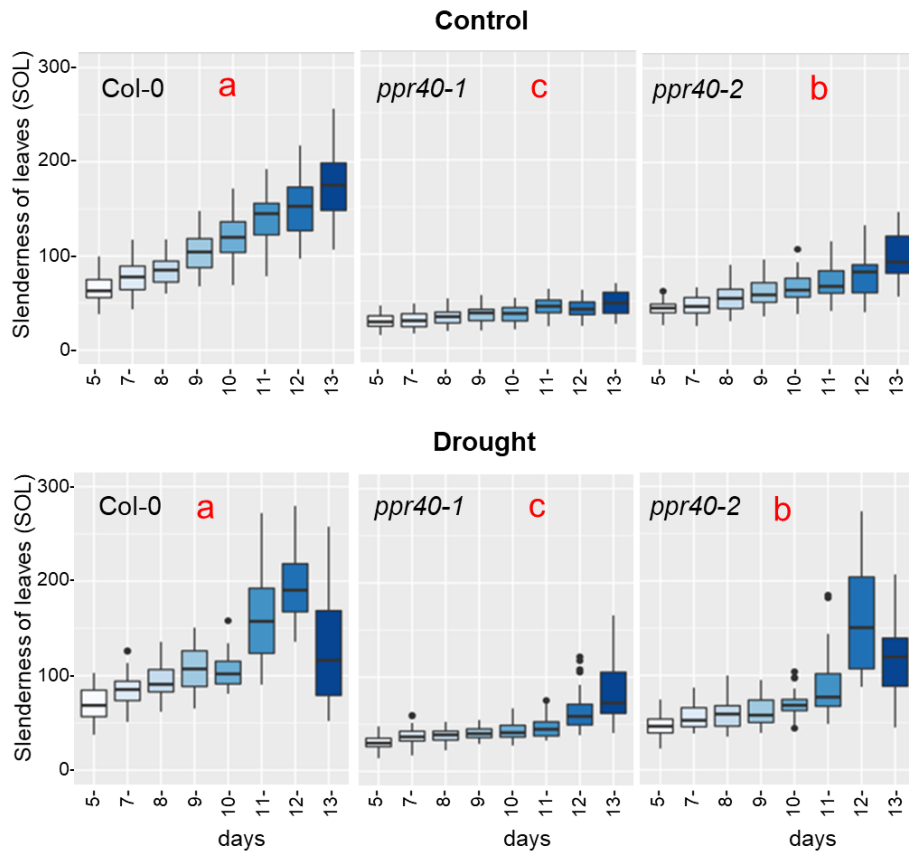 Control
Slenderness of leaves (SOL)
300-
200-
100-
0-
Col-0 a
ppr40-1 c
ppr40-2 b
5- 7- 8- 9- 10- 11- 12- 13-
5- 7- 8- 9- 10- 11- 12- 13-
5- 7- 8- 9- 10- 11- 12- 13-
Drought
Slenderness of leaves (SOL)
300-
200-
100-
0-
Col-0 a
ppr40-1 c
ppr40-2 b
5- 7- 8- 9- 10- 11- 12- 13-
5- 7- 8- 9- 10- 11- 12- 13-
5- 7- 8- 9- 10- 11- 12- 13-
days days days